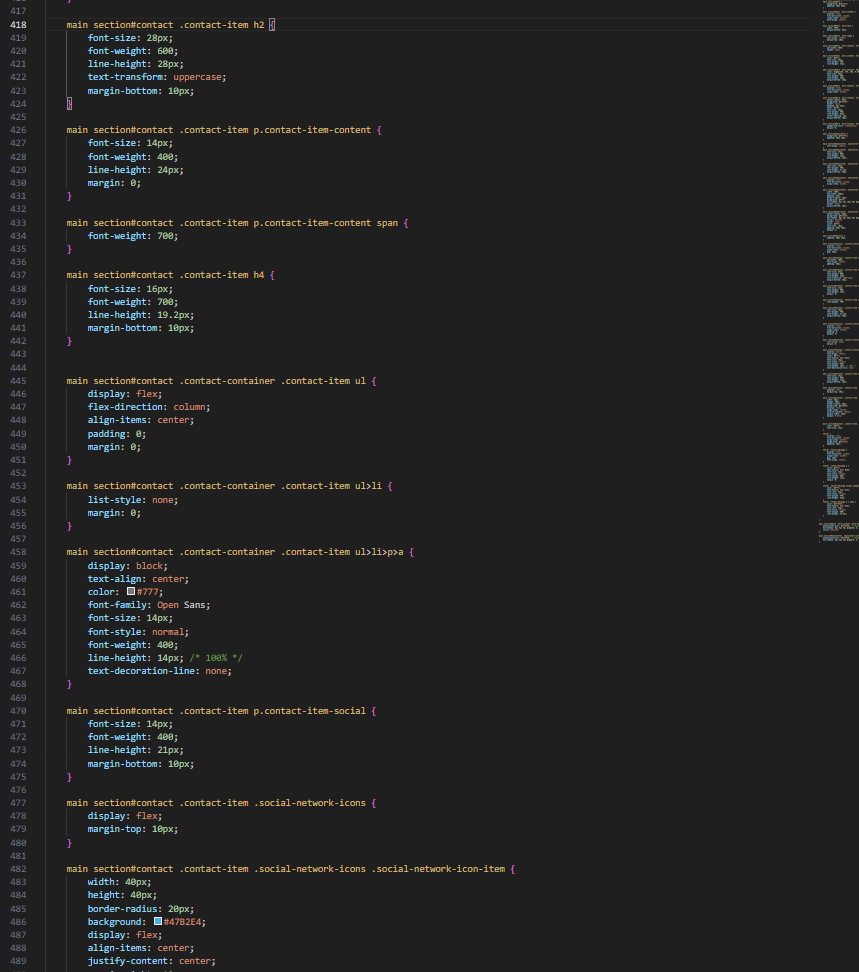 417
418 main section#contact .contact-item h2 {
419 font-size: 28px;
420 font-weight: 600;
421 line-height: 28px;
422 text-transform: uppercase;
423 margin-bottom: 10px;
424 }
425
426 main section#contact .contact-item p.contact-item-content {
427 font-size: 14px;
428 font-weight: 400;
429 line-height: 24px;
430 margin: 0;
431 }
432
433 main section#contact .contact-item p.contact-item-content span {
434 font-weight: 700;
435 }
436
437 main section#contact .contact-item h4 {
438 font-size: 16px;
439 font-weight: 700;
440 line-height: 19.2px;
441 margin-bottom: 10px;
442 }
443
444
445 main section#contact .contact-container .contact-item ul {
446 display: flex;
447 flex-direction: column;
448 align-items: center;
449 padding: 0;
450 margin: 0;
451 }
452
453 main section#contact .contact-container .contact-item ul>li {
454 list-style: none;
455 margin: 0;
456 }
457
458 main section#contact .contact-container .contact-item ul>li>p>a {
459 display: block;
460 text-align: center;
461 color: #777;
462 font-family: Open Sans;
463 font-size: 14px;
464 font-style: normal;
465 font-weight: 400;
466 line-height: 14px; /* 100% */
467 text-decoration-line: none;
468 }
469
470 main section#contact .contact-item p.contact-item-social {
471 font-size: 14px;
472 font-weight: 400;
473 line-height: 21px;
474 margin-bottom: 10px;
475 }
476
477 main section#contact .contact-item .social-network-icons {
478 display: flex;
479 margin-top: 10px;
480 }
481
482 main section#contact .contact-item .social-network-icons .social-network-icon-item {
483 width: 40px;
484 height: 40px;
485 border-radius: 20px;
486 background: #47B2E4;
487 display: flex;
488 align-items: center;
489 justify-content: center;